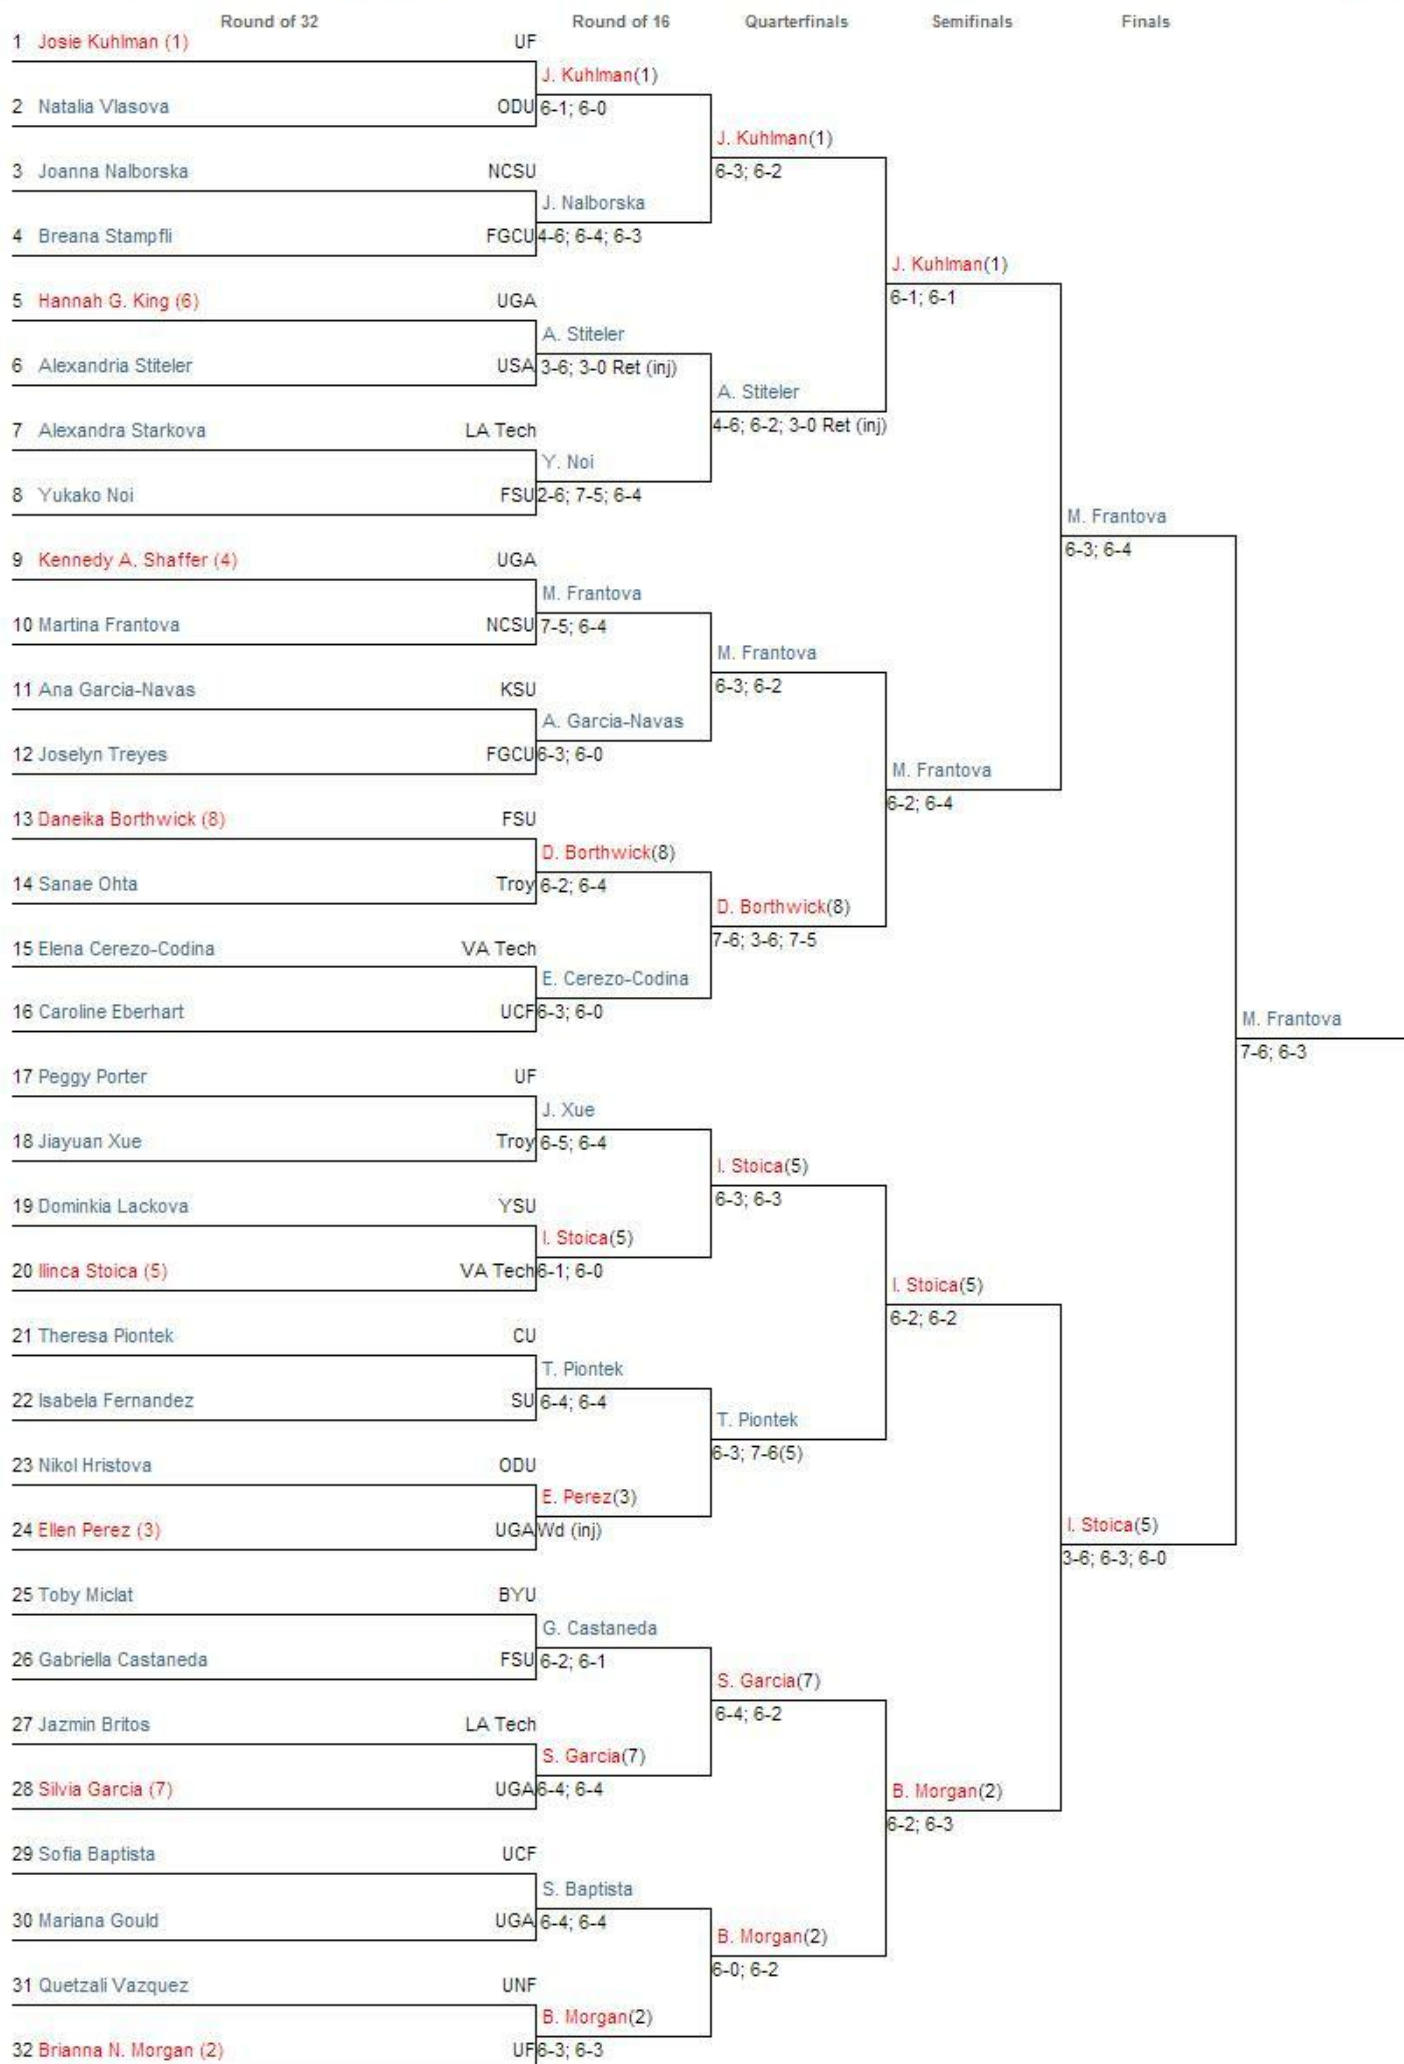 Round of 32 Round of 16 Quarterfinals Semifinals Finals
1 Josie Kuhlman (1) UF
J. Kuhlman(1)
2 Natalia Vlasova ODU 6-1; 6-0
J. Kuhlman(1)
3 Joanna Nalborska NCSU 6-3; 6-2
J. Nalborska
4 Breana Stampfli FGCU 4-6; 6-4; 6-3
J. Kuhlman(1)
5 Hannah G. King (6) UGA 6-1; 6-1
A. Stiteler
6 Alexandria Stiteler USA 3-6; 3-0 Ret (inj)
A. Stiteler
7 Alexandra Starkova LA Tech 4-6; 6-2; 3-0 Ret (inj)
Y. Noi
8 Yukako Noi FSU 2-6; 7-5; 6-4
M. Frantova
9 Kennedy A. Shaffer (4) UGA 6-3; 6-4
M. Frantova
10 Martina Frantova NCSU 7-5; 6-4
M. Frantova
11 Ana Garcia-Navas KSU 6-3; 6-2
A. Garcia-Navas
12 Joselyn Treyes FGCU 6-3; 6-0
M. Frantova
13 Daneika Borthwick (8) FSU 6-2; 6-4
D. Borthwick(8)
14 Sanae Ohta Troy 6-2; 6-4
D. Borthwick(8)
15 Elena Cerezo-Codina VA Tech 7-6; 3-6; 7-5
E. Cerezo-Codina
16 Caroline Eberhart UCF 6-3; 6-0
M. Frantova
7-6; 6-3
17 Peggy Porter UF
J. Xue
18 Jiayuan Xue Troy 6-5; 6-4
I. Stoica(5)
19 Dominkia Lackova YSU 6-3; 6-3
I. Stoica(5)
20 Ilinca Stoica (5) VA Tech 6-1; 6-0
I. Stoica(5)
6-2; 6-2
21 Theresa Piontek CU
T. Piontek
22 Isabela Fernandez SU 6-4; 6-4
T. Piontek
23 Nikol Hristova ODU 6-3; 7-6(5)
E. Perez(3)
24 Ellen Perez (3) UGA Wd (inj)
I. Stoica(5)
3-6; 6-3; 6-0
25 Toby Miclat BYU
G. Castaneda
26 Gabriella Castaneda FSU 6-2; 6-1
S. Garcia(7)
27 Jazmin Britos LA Tech 6-4; 6-2
S. Garcia(7)
28 Silvia Garcia (7) UGA 6-4; 6-4
B. Morgan(2)
6-2; 6-3
29 Sofia Baptista UCF
S. Baptista
30 Mariana Gould UGA 6-4; 6-4
B. Morgan(2)
6-0; 6-2
31 Quetzali Vazquez UNF
B. Morgan(2)
32 Brianna N. Morgan (2) UF 6-3; 6-3